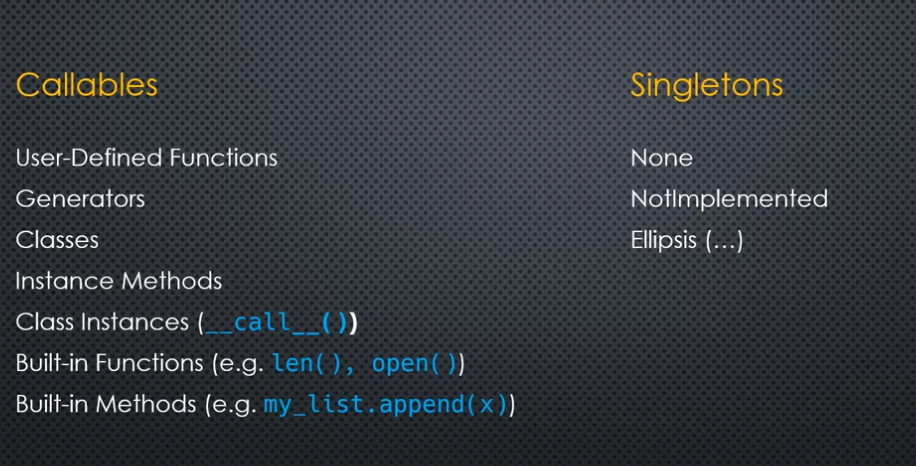 Callables
User-Defined Functions
Generators
Classes
Instance Methods
Class Instances (__call__())
Built-in Functions (e.g. len(), open())
Built-in Methods (e.g. my_list.append(x))
Singletons
None
NotImplemented
Ellipsis (...)